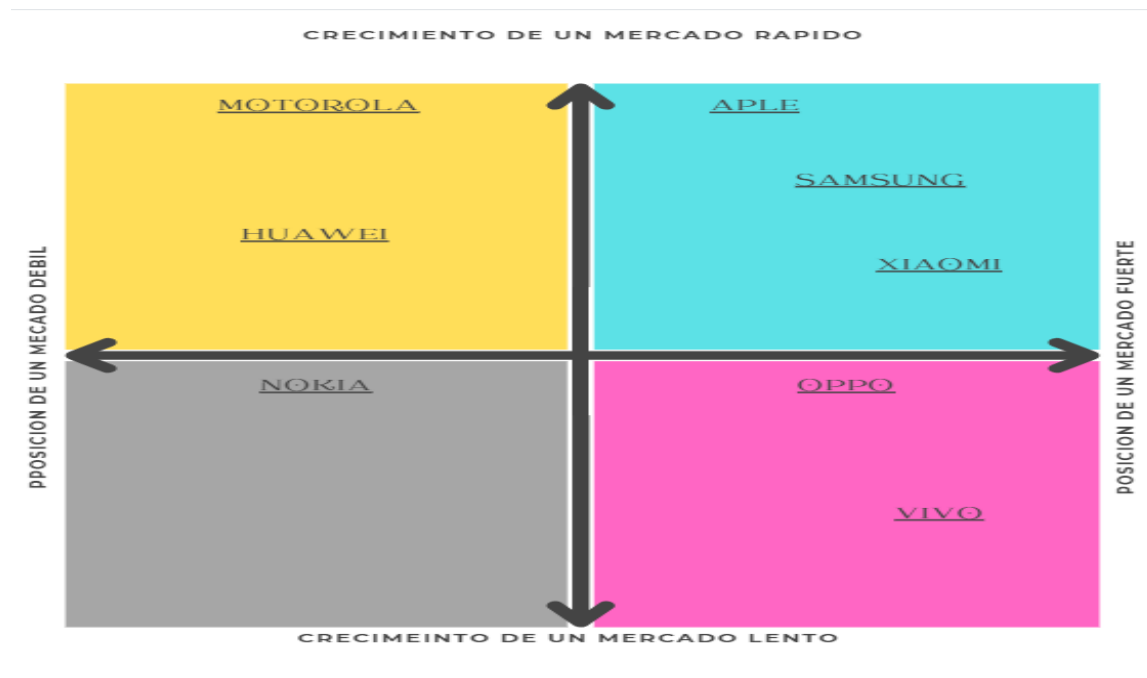 CRECIMIENTO DE UN MERCADO RAPIDO
MOTOROLA
APLE
SAMSUNG
HUAWEI
XIAOMI
PPOSICION DE UN MECADO DEBIL
POSICION DE UN MERCADO FUERTE
NOKIA
OPPO
VIVO
CRECIMEINTO DE UN MERCADO LENTO